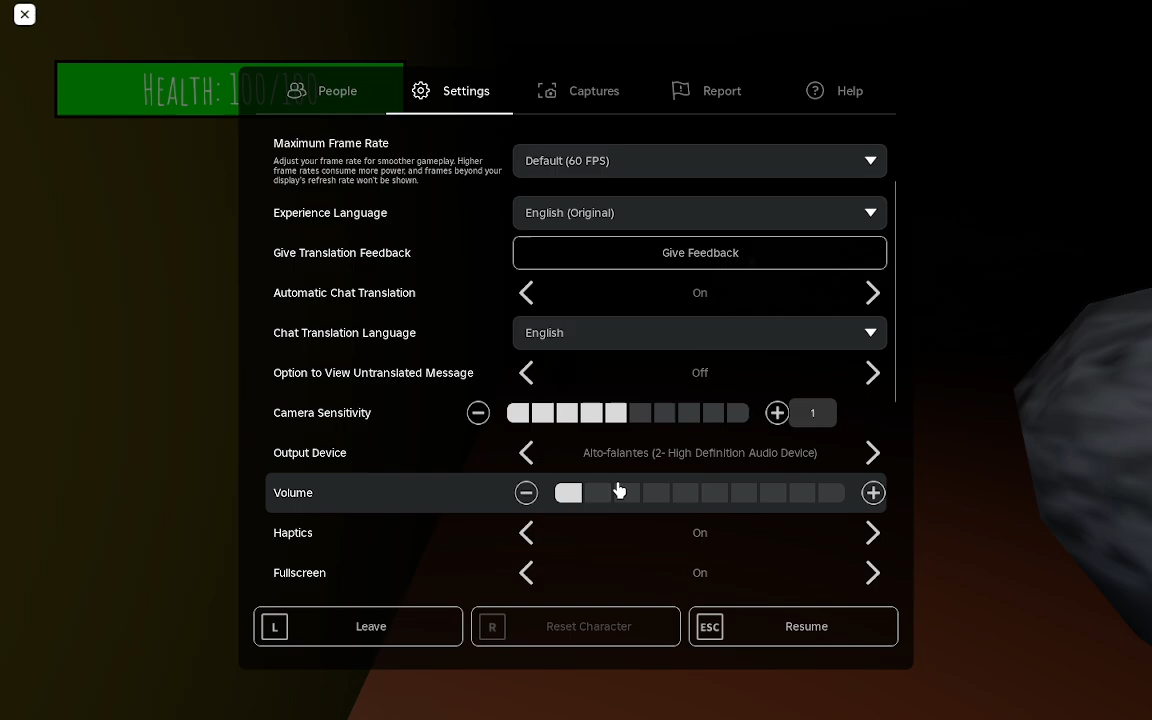 Health: 100/100
People
Settings
Captures
Report
Help
Maximum Frame Rate
Adjust your frame rate for smoother gameplay. Higher
frame rates consume more power, and frames beyond your
display's refresh rate won't be shown.
Default (60 FPS)
Experience Language
English (Original)
Give Translation Feedback
Give Feedback
Automatic Chat Translation
On
Chat Translation Language
English
Option to View Untranslated Message
Off
Camera Sensitivity
1
Output Device
Alto-falantes (2- High Definition Audio Device)
Volume
Haptics
On
Fullscreen
On
L
Leave
R
Reset Character
ESC
Resume